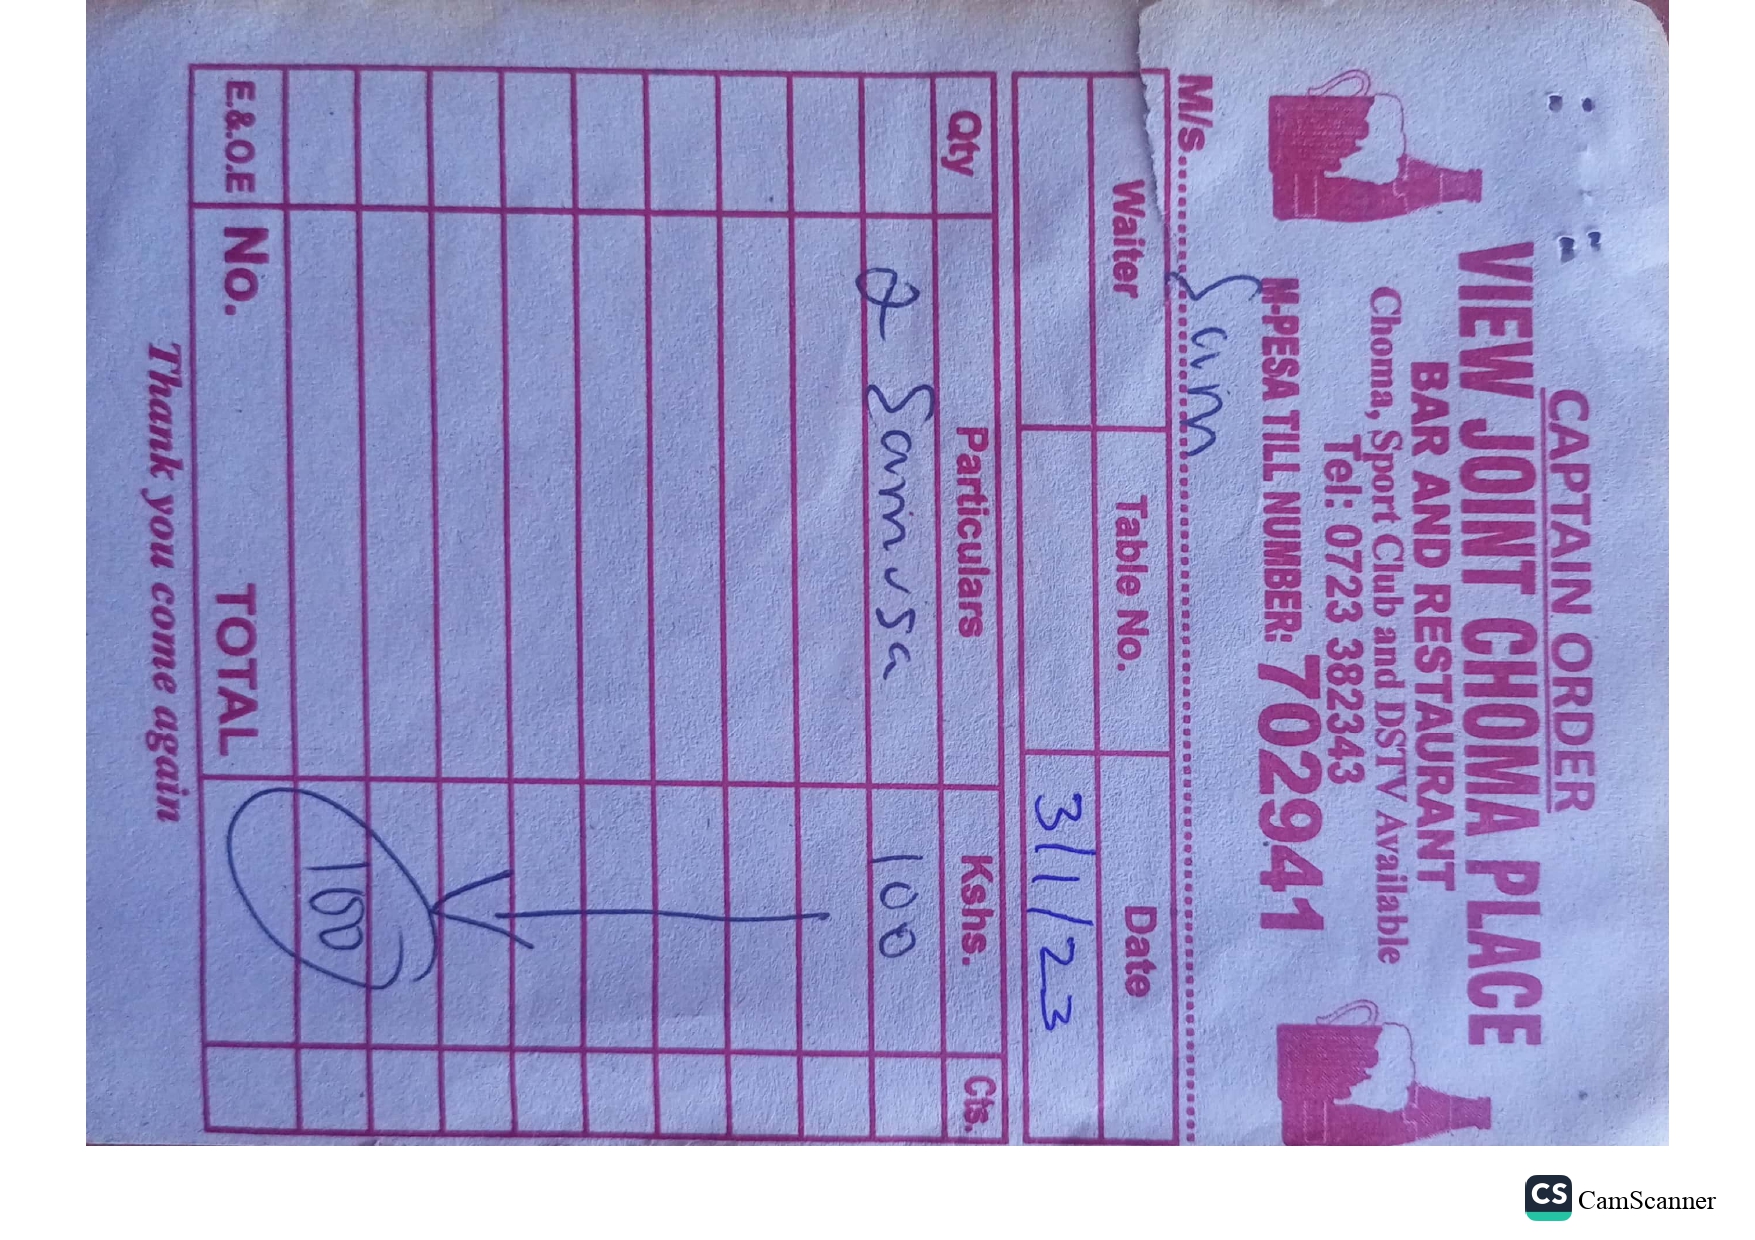 CAPTAIN ORDER
VIEW JOINT CHOMA PLACE
BAR AND RESTAURANT
Choma, Sport Club and DSTV Available
Tel: 0723 382343
M-PESA TILL NUMBER: 702941
M/s. Sam
Waiter Table No. Date
31/1/23
Qty Particulars Kshs. Cts.
2 Samusa 100
100
E.&.O.E No. TOTAL
Thank you come again
CS CamScanner